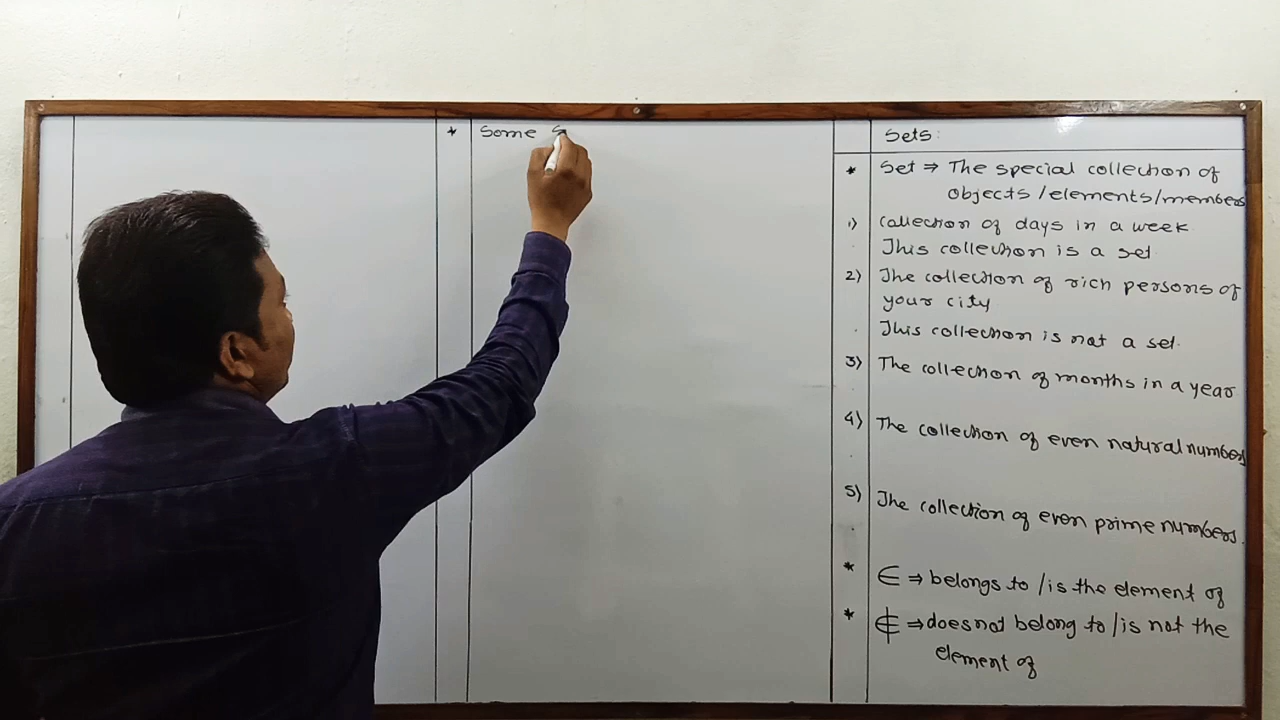 * Some S
Sets:
* Set ⇒ The special collection of
objects/elements/members
1) Collection of days in a week.
This collection is a set.
2) The collection of rich persons of
your city
This collection is not a set.
3) The collection of months in a year
4) The collection of even natural numbers
5) The collection of even prime numbers.
* ∈ ⇒ belongs to/is the element of
* ∉ ⇒ does not belong to/is not the
element of